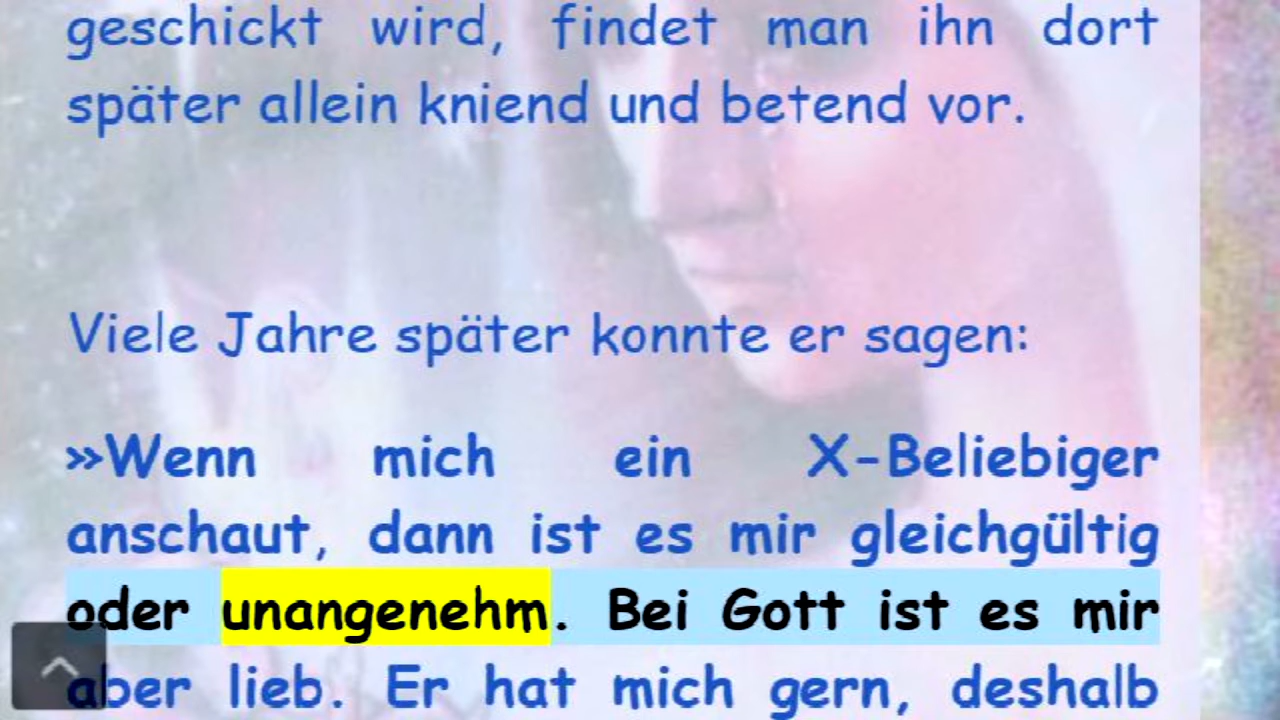 geschickt wird, findet man ihn dort
später allein kniend und betend vor.
Viele Jahre später konnte er sagen:
»Wenn mich ein X-Beliebiger
anschaut, dann ist es mir gleichgültig
oder unangenehm. Bei Gott ist es mir
aber lieb. Er hat mich gern, deshalb